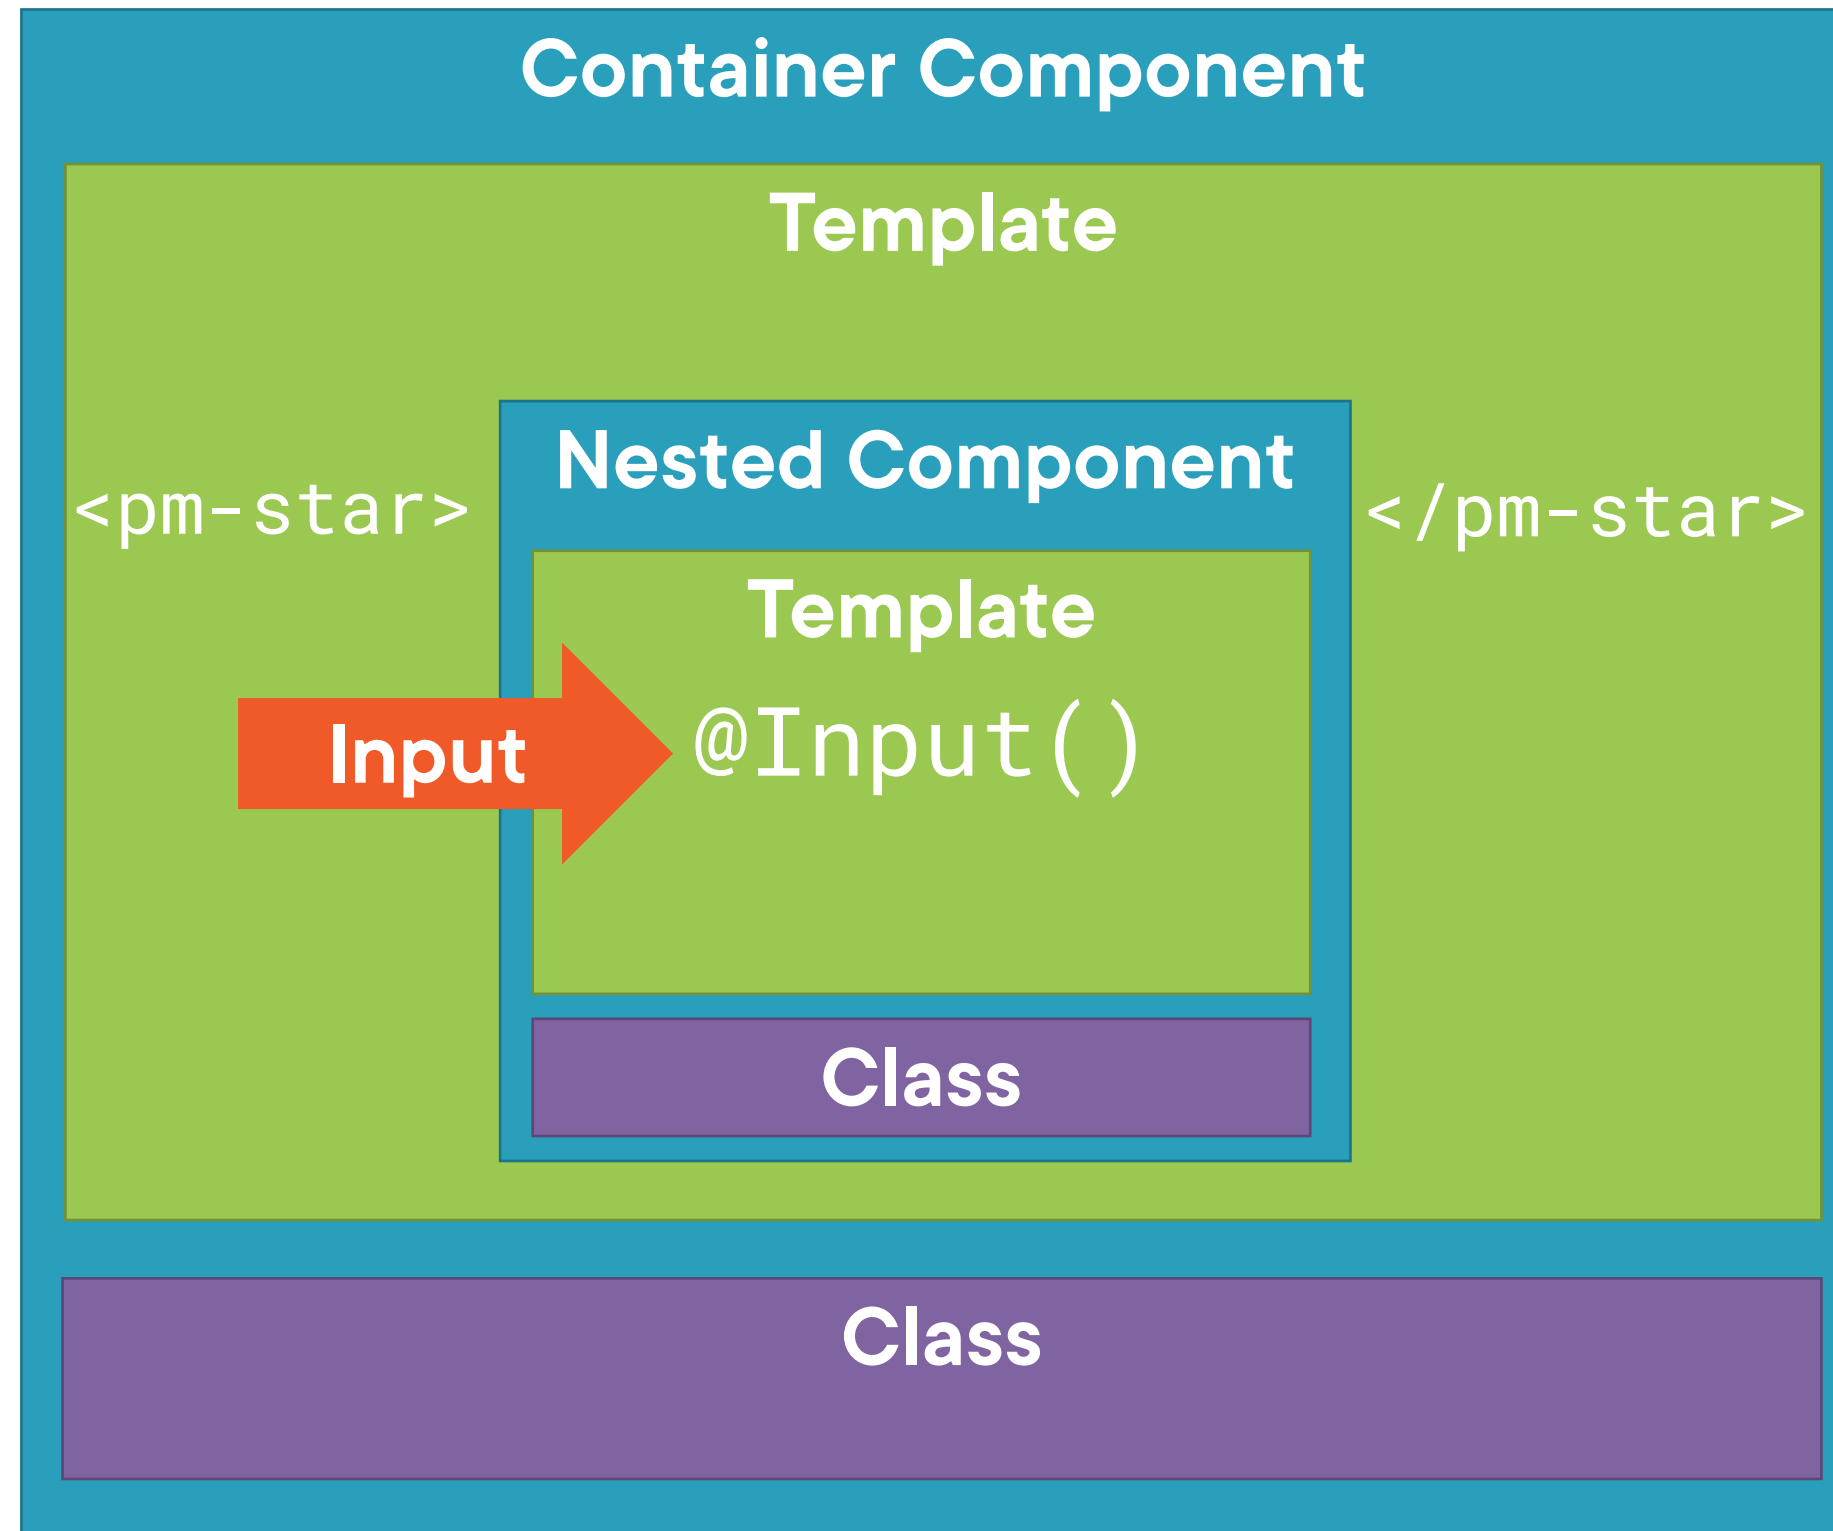 Container Component
Template
Nested Component
<pm-star>
</pm-star>
Template
Input
@Input()
Class
Class